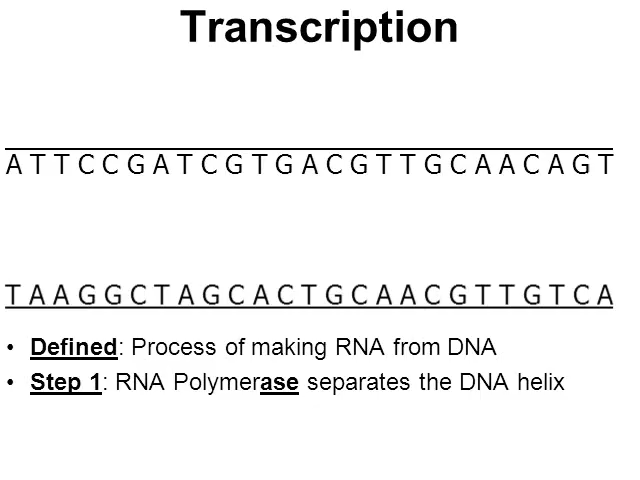 Transcription
A T T C C G A T C G T G A C G T T G C A A C A G T
T A A G G C T A G C A C T G C A A C G T T G T C A
• Defined: Process of making RNA from DNA
• Step 1: RNA Polymerase separates the DNA helix